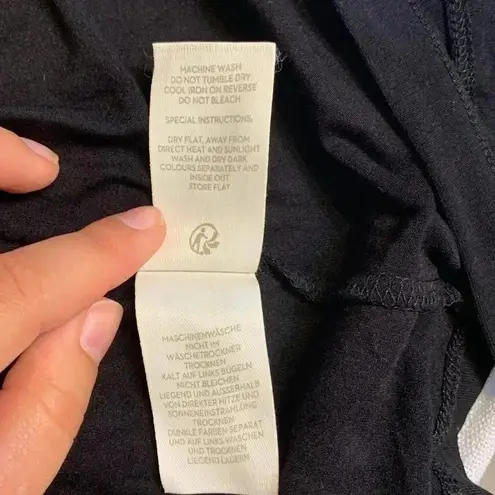 MACHINE WASH
DO NOT TUMBLE DRY
COOL IRON ON REVERSE
DO NOT BLEACH
SPECIAL INSTRUCTIONS:
DRY FLAT, AWAY FROM
DIRECT HEAT AND SUNLIGHT
WASH AND DRY DARK
COLOURS SEPARATELY AND
INSIDE OUT
STORE FLAT
MASCHINENWÄSCHE
NICHT IM
WÄSCHETROCKNER
TROCKNEN
KALT AUF LINKS BÜGELN
NICHT BLEICHEN
LIEGEND UND AUSSERHALB
VON DIREKTER HITZE UND
SONNENEINSTRAHLUNG
TROCKNEN
DUNKLE FARBEN SEPARAT
UND AUF LINKS WASCHEN
UND TROCKNEN
LIEGEND LAGERN